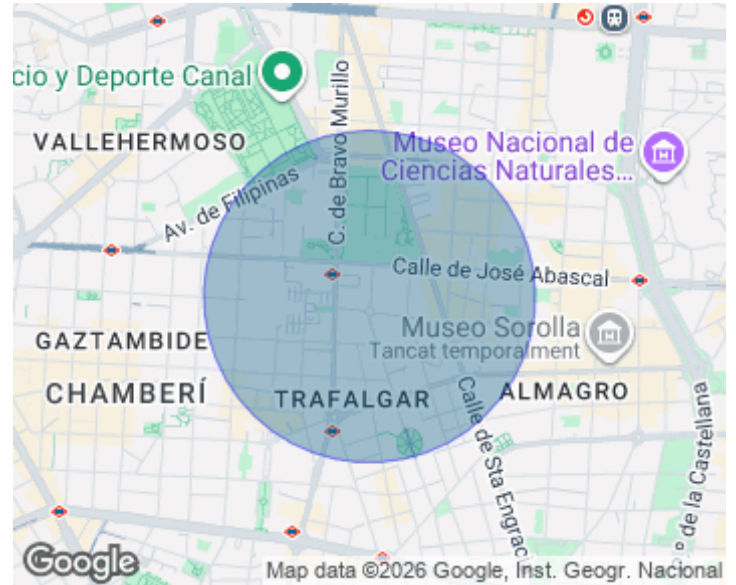 cio y Deporte Canal
C. de Bravo Murillo
VALLEHERMOSO
Museo Nacional de
Ciencias Naturales...
Av. de Filipinas
Calle de José Abascal
GAZTAMBIDE
Museo Sorolla
Tancat temporalment
CHAMBERÍ
TRAFALGAR
ALMAGRO
Calle de Sta Engraci
P.º de la Castellana
Google
Map data ©2026 Google, Inst. Geogr. Nacional